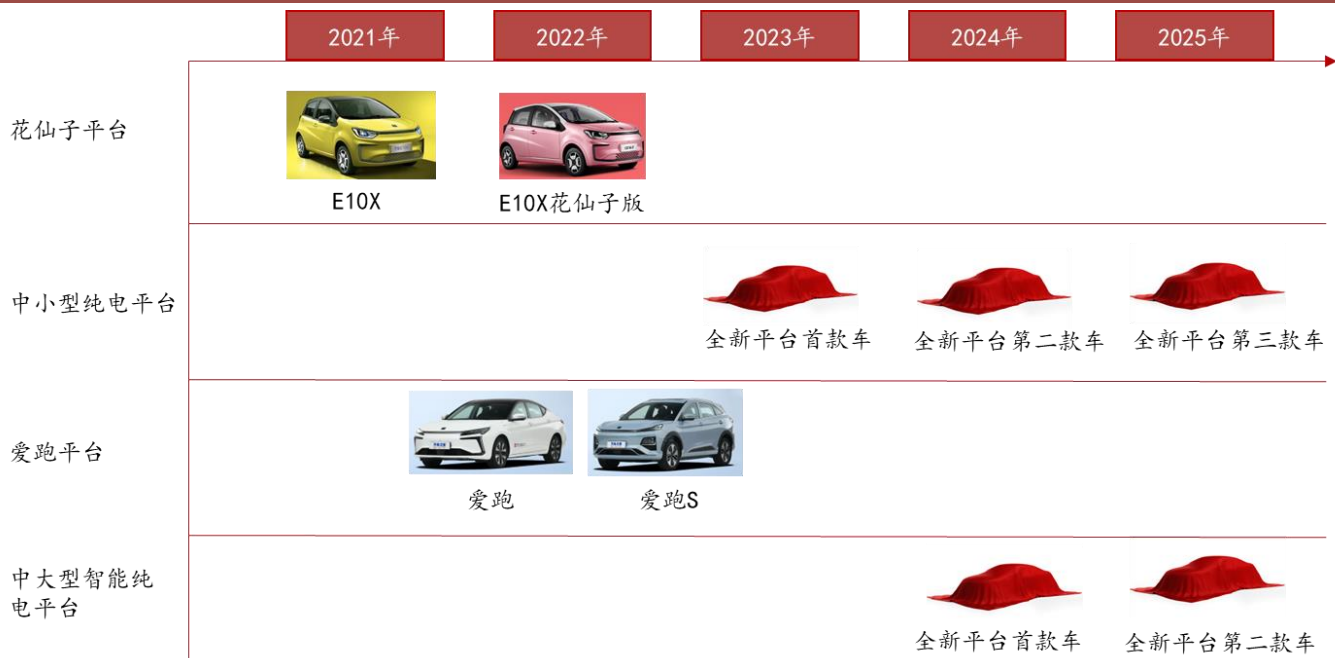 2021年
2022年
2023年
2024年
2025年
花仙子平台
E10X
E10X花仙子版
中小型纯电平台
全新平台首款车
全新平台第二款车
全新平台第三款车
爱跑平台
爱跑
爱跑S
中大型智能纯
电平台
全新平台首款车
全新平台第二款车